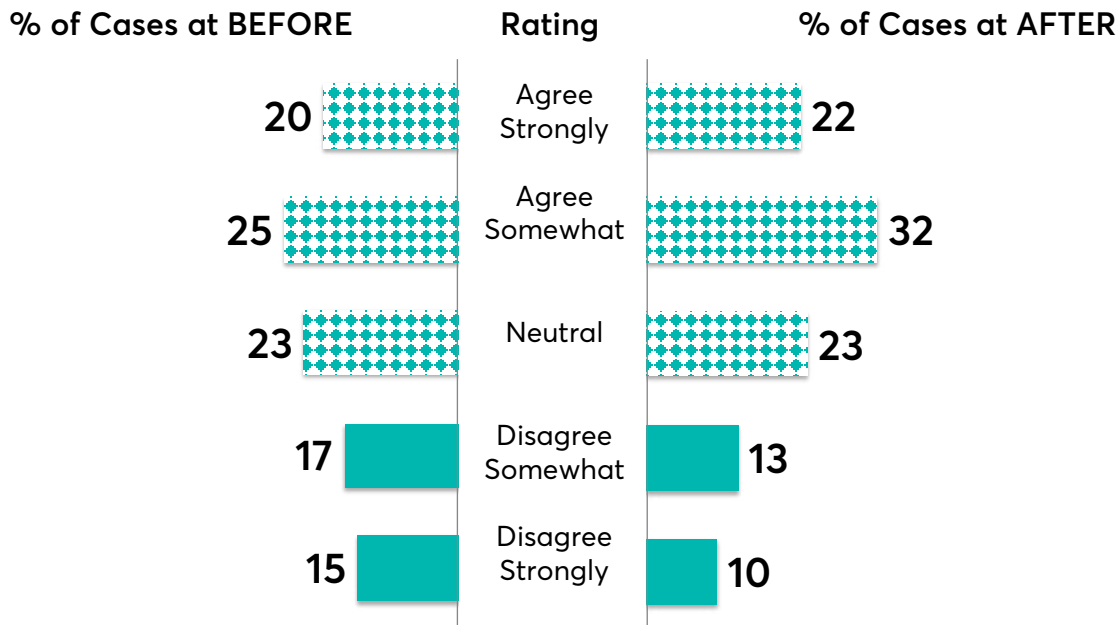 % of Cases at BEFORE Rating % of Cases at AFTER
20 Agree Strongly 22
25 Agree Somewhat 32
23 Neutral 23
17 Disagree Somewhat 13
15 Disagree Strongly 10